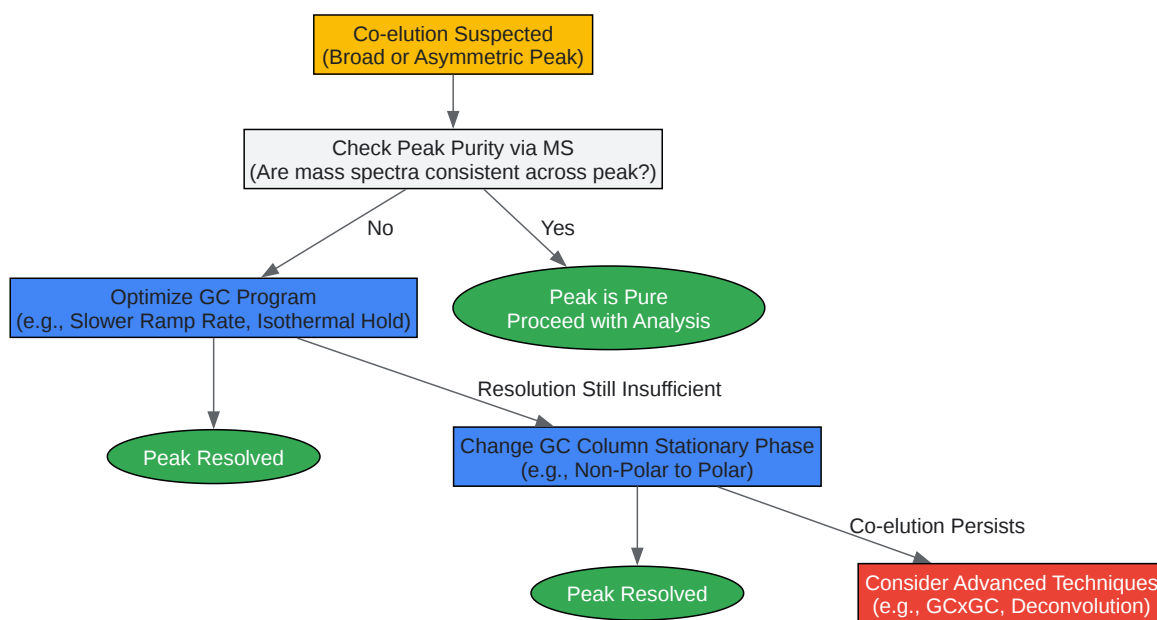 Co-elution Suspected
(Broad or Asymmetric Peak)
Check Peak Purity via MS
(Are mass spectra consistent across peak?)
No
Yes
Optimize GC Program
(e.g., Slower Ramp Rate, Isothermal Hold)
Peak is Pure
Proceed with Analysis
Resolution Still Insufficient
Peak Resolved
Change GC Column Stationary Phase
(e.g., Non-Polar to Polar)
Co-elution Persists
Peak Resolved
Consider Advanced Techniques
(e.g., GCxGC, Deconvolution)